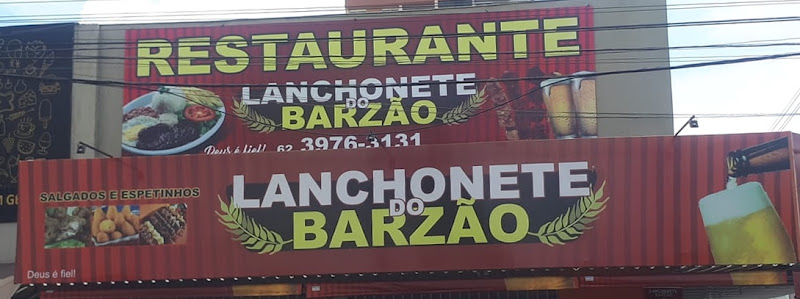 RESTAURANTE
LANCHONETE
DO
BARZÃO
Deus é fiel!! 62 3976-3131
SALGADOS E ESPETINHOS
LANCHONETE
DO
BARZÃO
Deus é fiel!